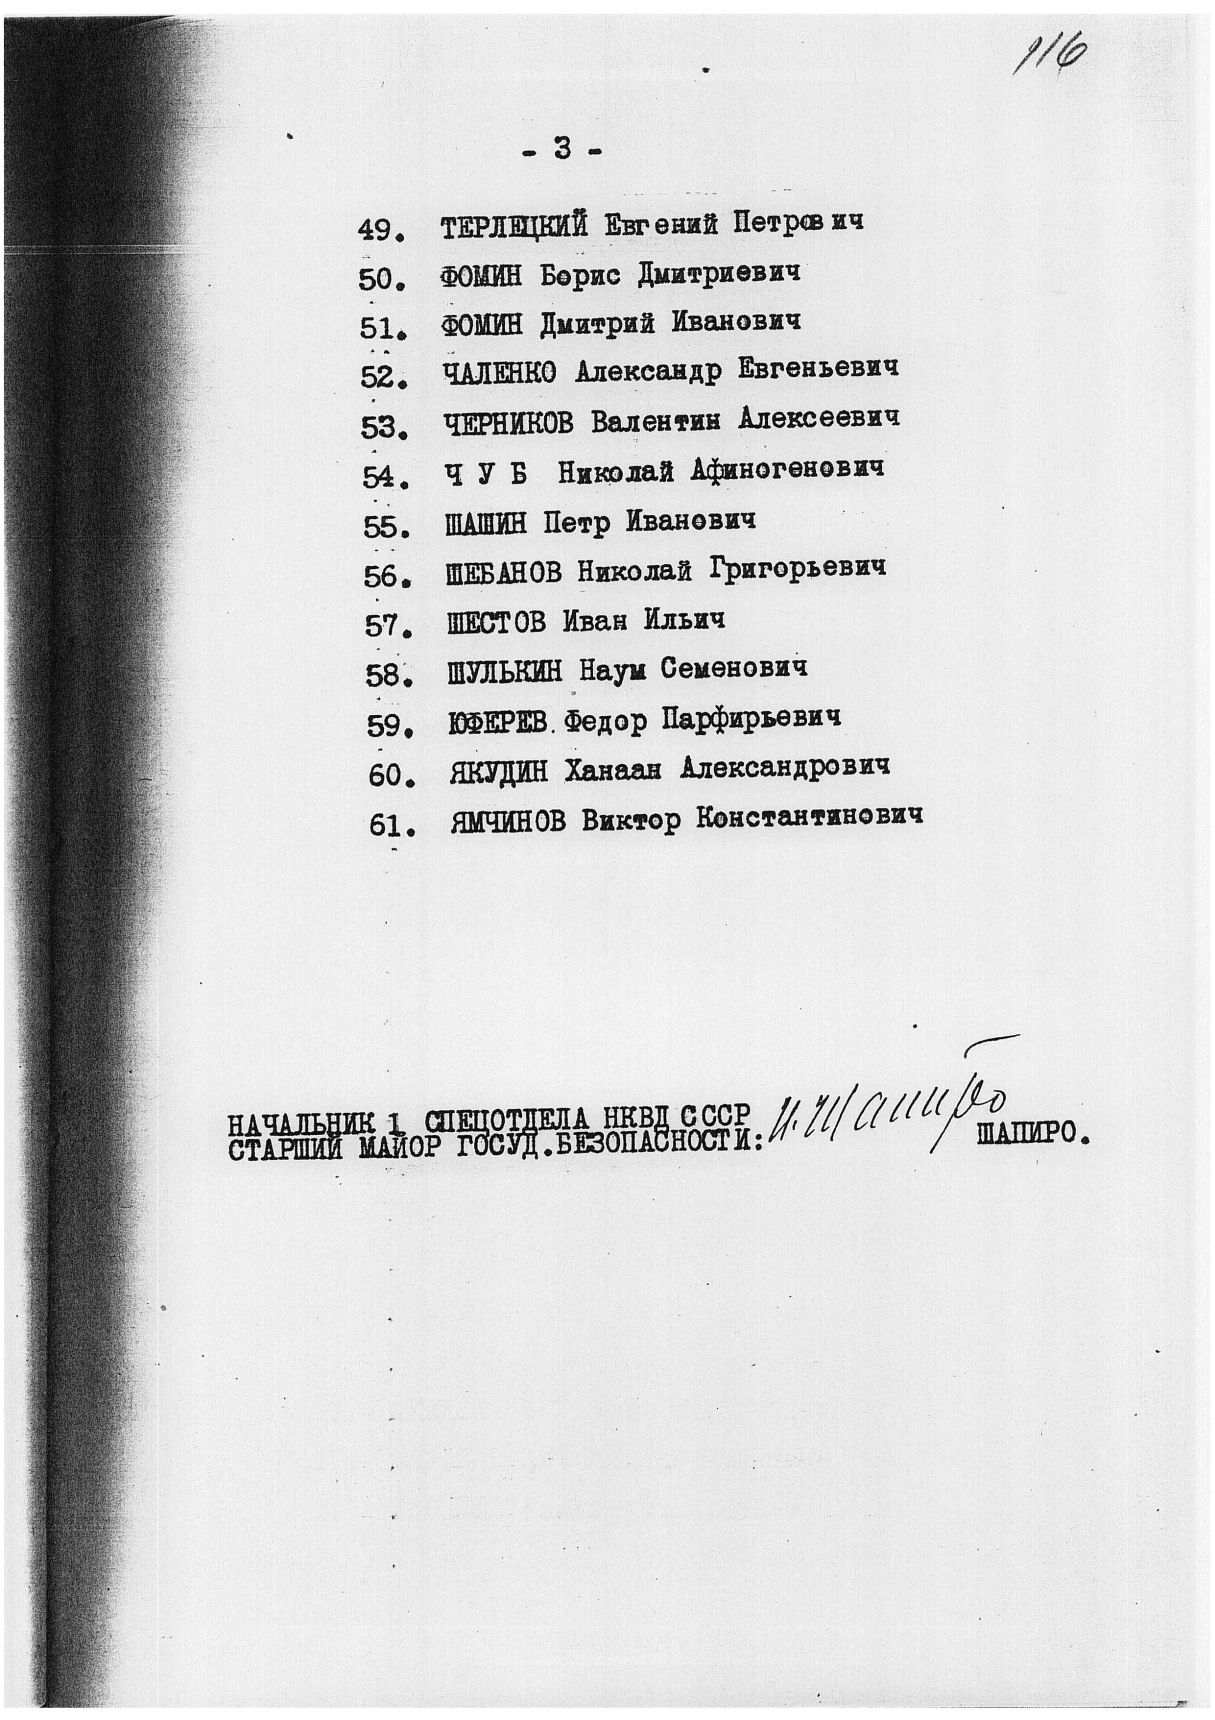 116
- 3 -
49. ТЕРЛЕЦКИЙ Евгений Петрович
50. ФОМИН Борис Дмитриевич
51. ФОМИН Дмитрий Иванович
52. ЧАЛЕНКО Александр Евгеньевич
53. ЧЕРНИКОВ Валентин Алексеевич
54. Ч У Б Николай Афиногенович
55. ШАШИН Петр Иванович
56. ШЕБАНОВ Николай Григорьевич
57. ШЕСТОВ Иван Ильич
58. ШУЛЬКИН Наум Семенович
59. ЮФЕРЕВ Федор Парфирьевич
60. ЯКУДИН Ханаан Александрович
61. ЯМЧИНОВ Виктор Константинович
НАЧАЛЬНИК 1 СПЕЦОТДЕЛА НКВД СССР
СТАРШИЙ МАЙОР ГОСУД.БЕЗОПАСНОСТИ: И. Шапиро ШАПИРО.